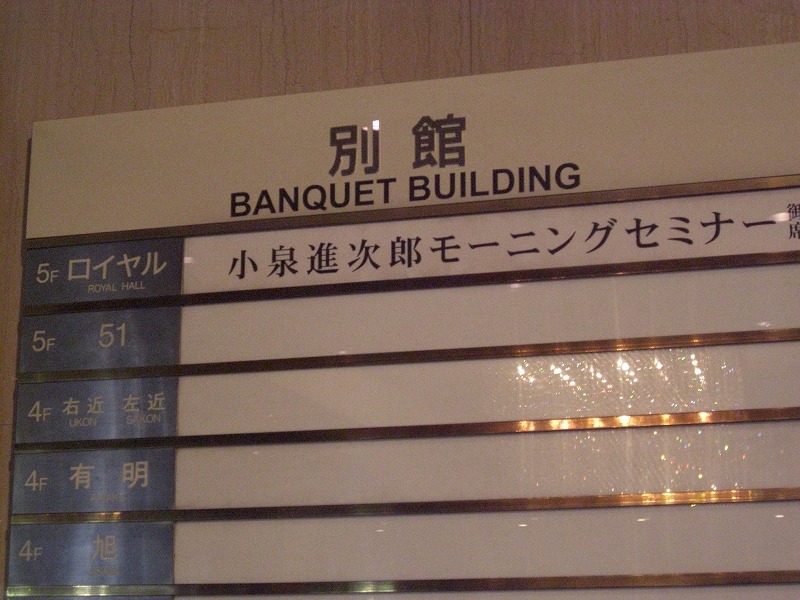 別館
BANQUET BUILDING
5F ロイヤル 小泉進次郎モーニングセミナー 御席
ROYAL HALL
5F 51
4F 右近 左近
UKON SAKON
4F 有明
4F 旭